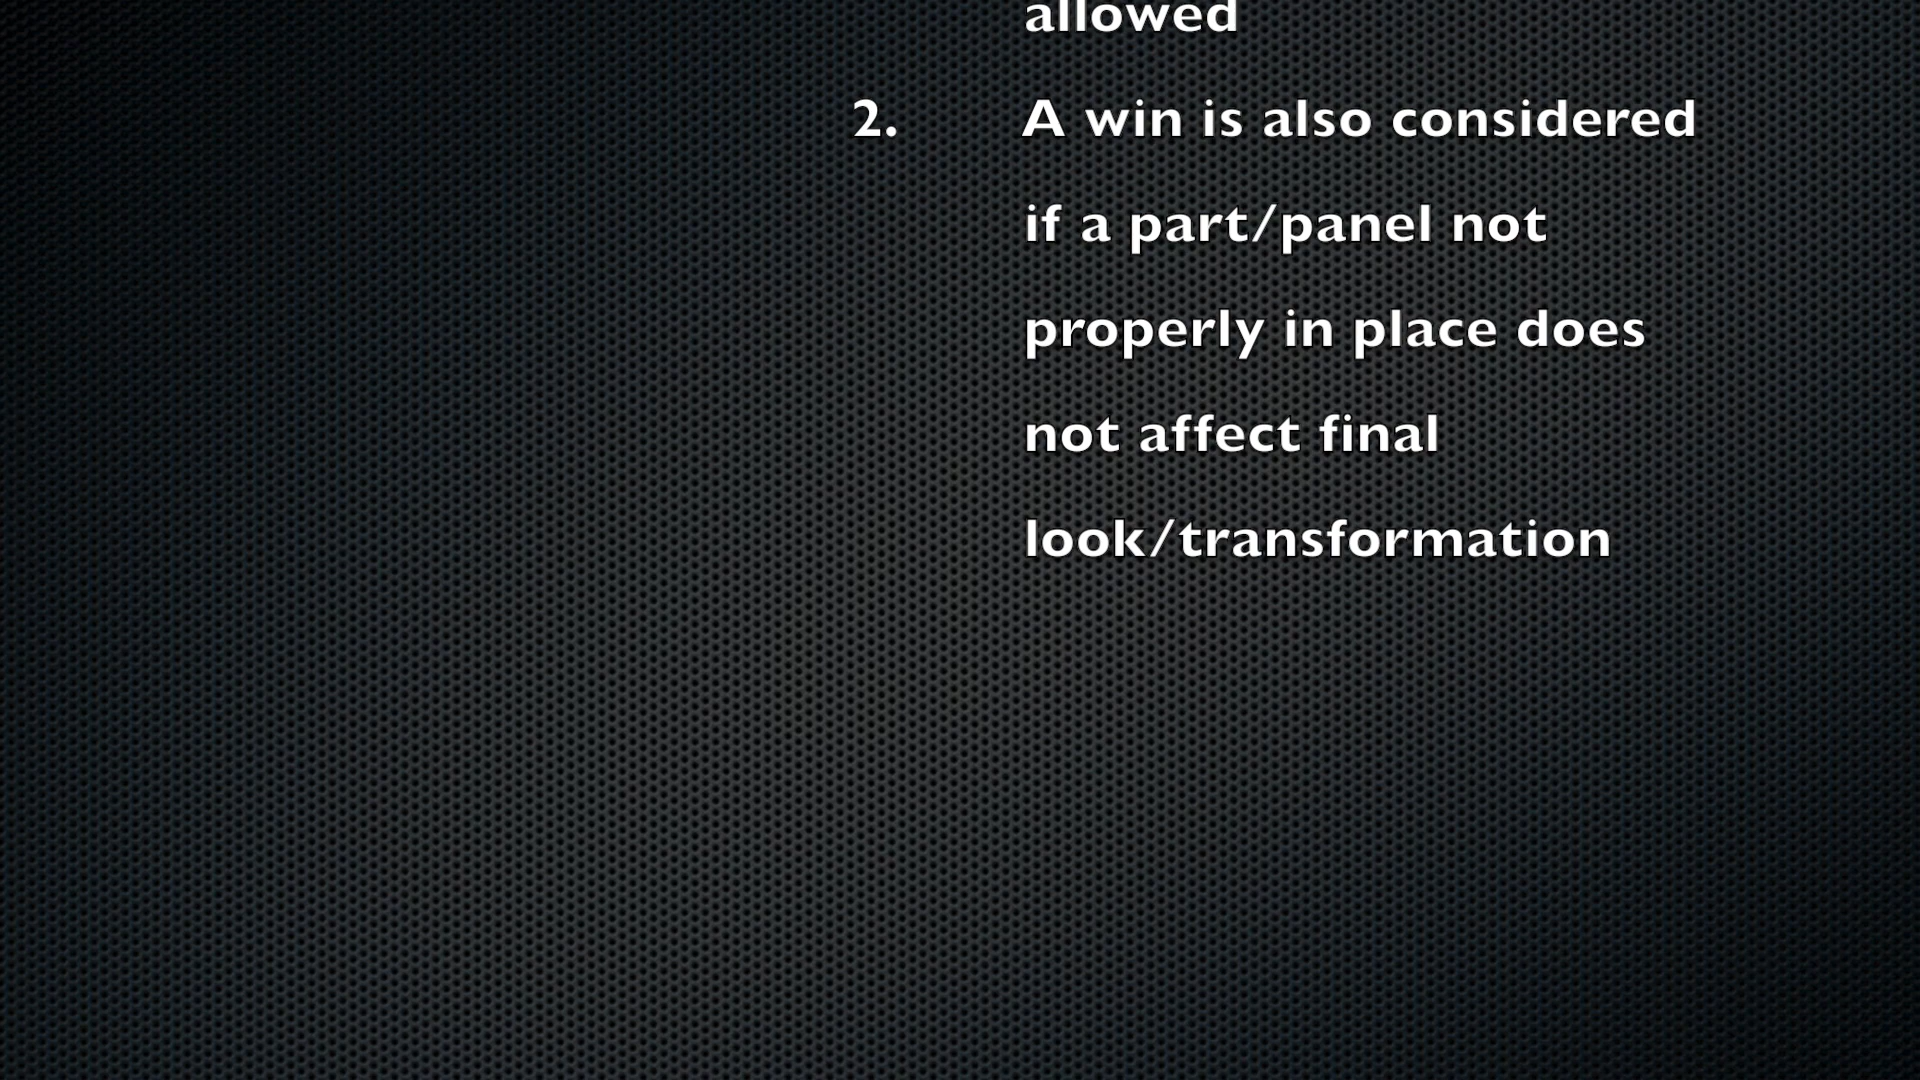 allowed
2. A win is also considered
if a part/panel not
properly in place does
not affect final
look/transformation